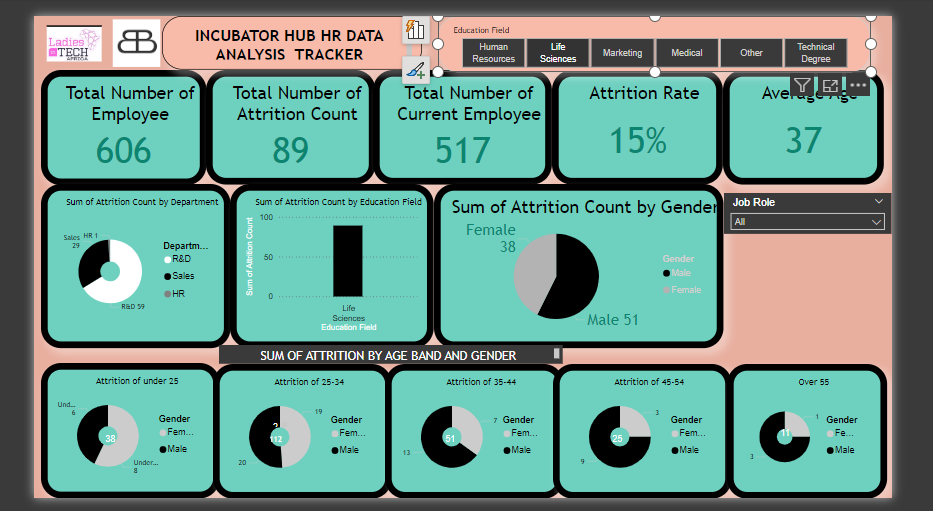 Ladies
in TECH
AFRICA
INCUBATOR HUB HR DATA
ANALYSIS TRACKER
Education Field
Human
Resources
Life
Sciences
Marketing
Medical
Other
Technical
Degree
Total Number of
Employee
606
Total Number of
Attrition Count
89
Total Number of
Current Employee
517
Attrition Rate
15%
Average Age
37
Sum of Attrition Count by Department
Sales
29
HR 1
R&D 59
Departm...
R&D
Sales
HR
Sum of Attrition Count by Education Field
Sum of Attrition Count
100
50
0
Life
Sciences
Education Field
Sum of Attrition Count by Gender
Female
38
Male 51
Gender
Male
Female
Job Role
All
SUM OF ATTRITION BY AGE BAND AND GENDER
Attrition of under 25
Und...
6
38
Under...
8
Gender
Fem...
Male
Attrition of 25-34
19
112
20
Gender
Fem...
Male
Attrition of 35-44
7
51
13
Gender
Fem...
Male
Attrition of 45-54
3
25
9
Gender
Fem...
Male
Over 55
1
11
3
Gender
Fe...
Male